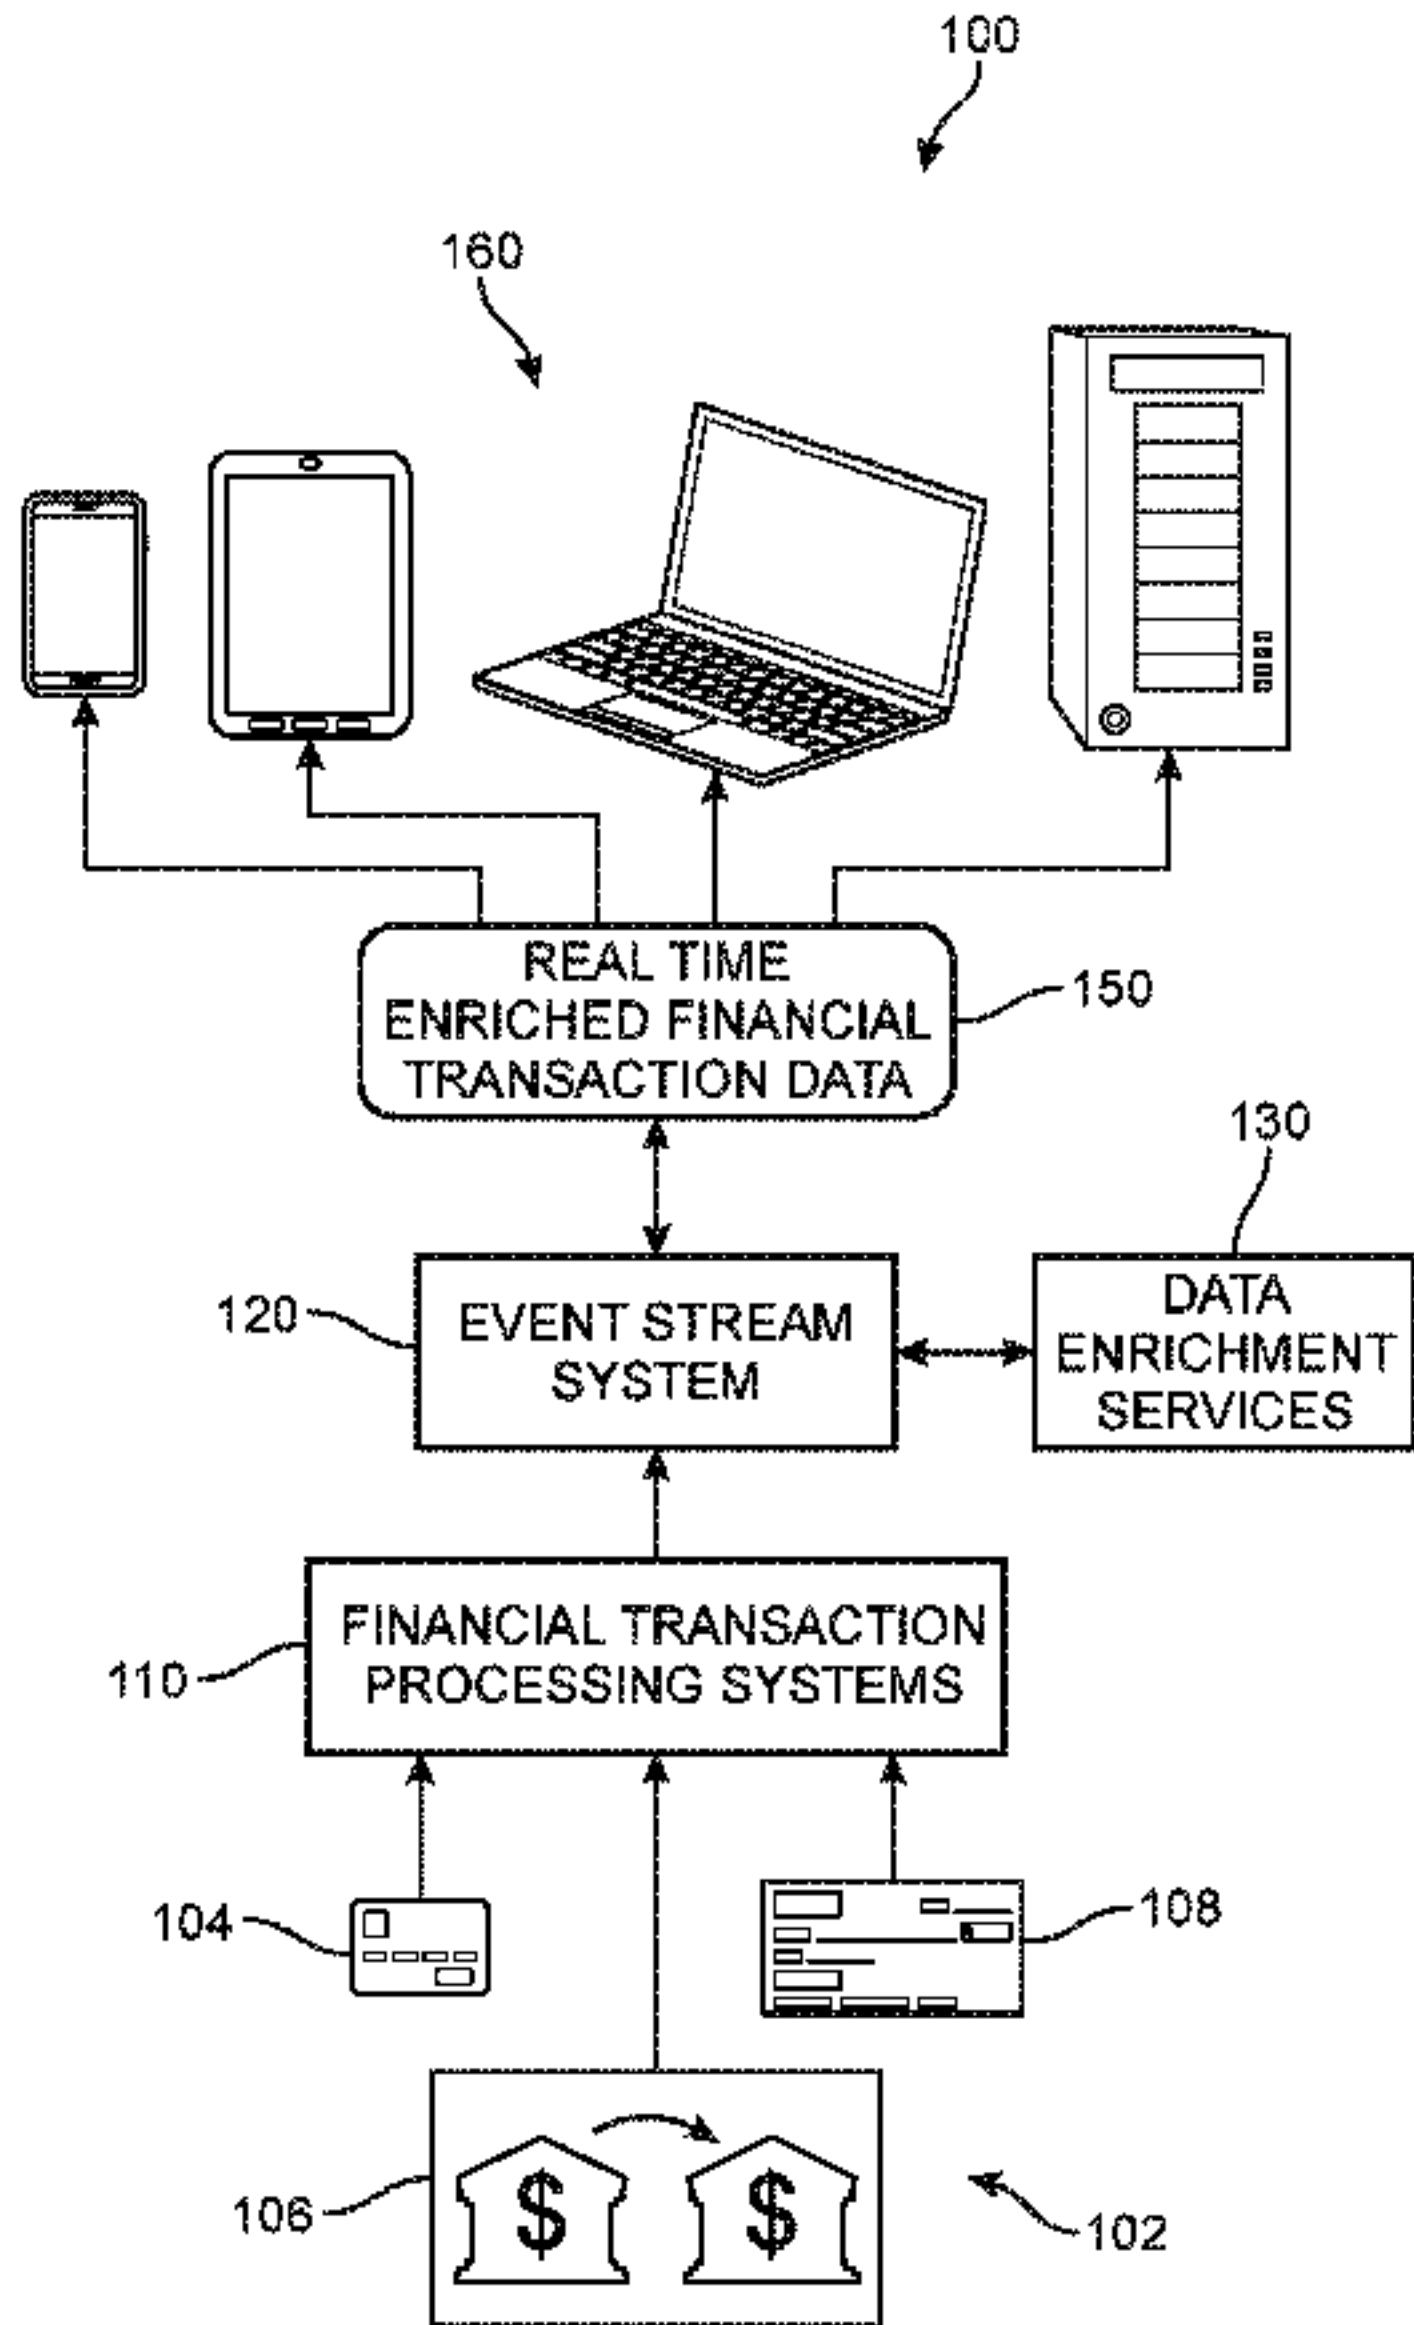 100
160
REAL TIME
ENRICHED FINANCIAL
TRANSACTION DATA
150
130
120
EVENT STREAM
SYSTEM
DATA
ENRICHMENT
SERVICES
110
FINANCIAL TRANSACTION
PROCESSING SYSTEMS
104
108
106
$ $
102